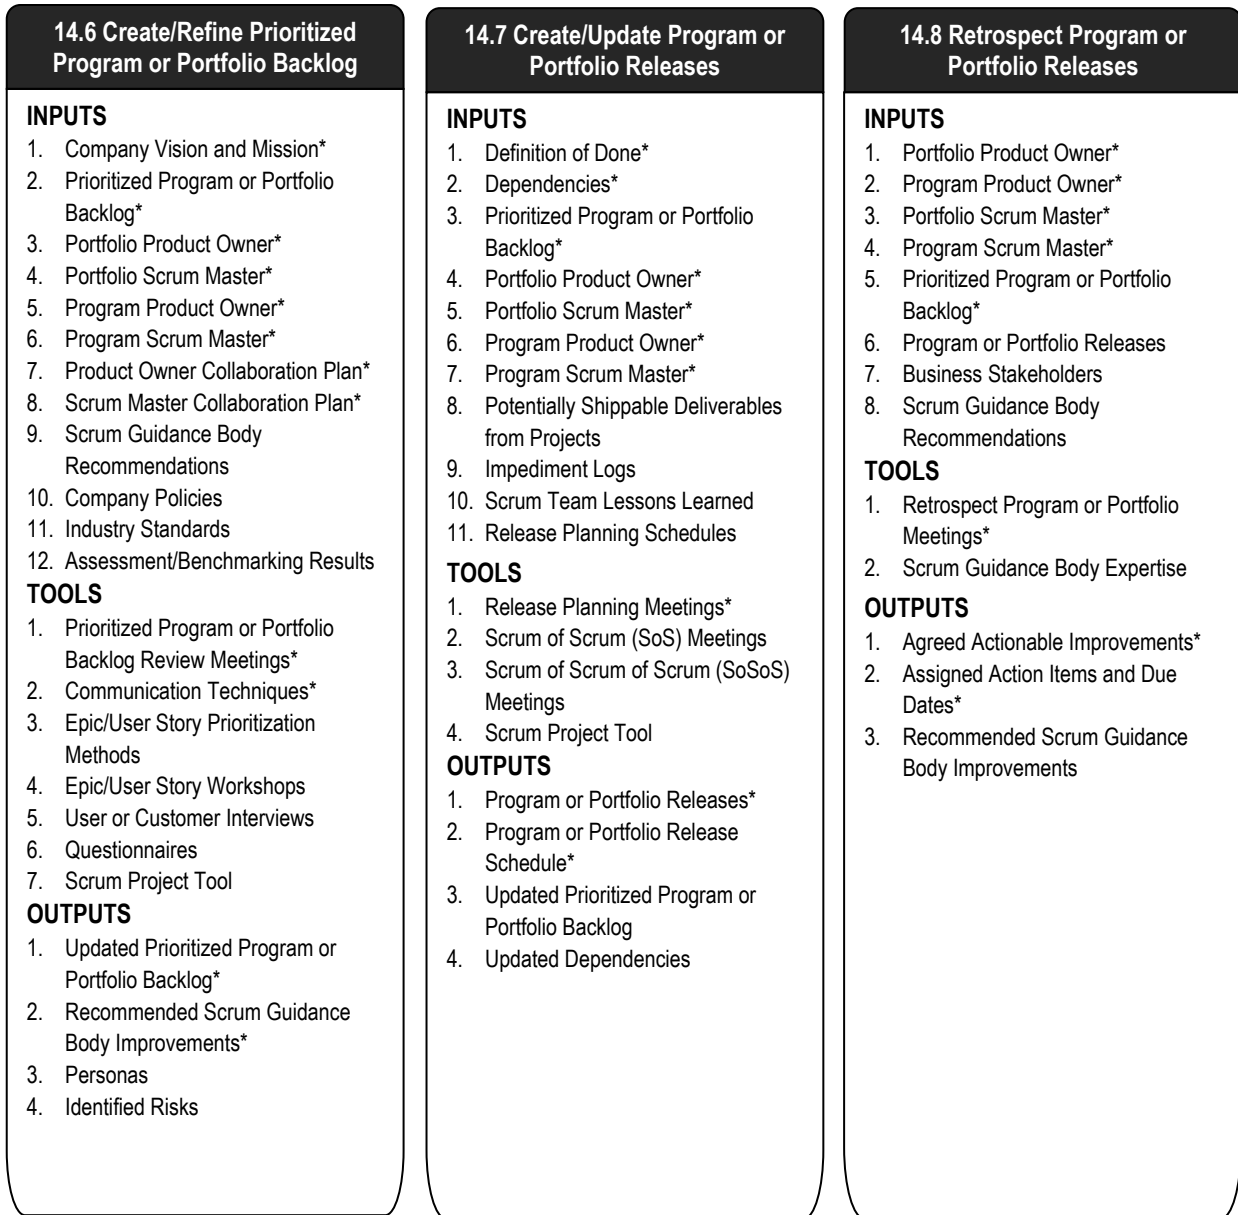 14.6 Create/Refine Prioritized
Program or Portfolio Backlog
INPUTS
1. Company Vision and Mission*
2. Prioritized Program or Portfolio
Backlog*
3. Portfolio Product Owner*
4. Portfolio Scrum Master*
5. Program Product Owner*
6. Program Scrum Master*
7. Product Owner Collaboration Plan*
8. Scrum Master Collaboration Plan*
9. Scrum Guidance Body
Recommendations
10. Company Policies
11. Industry Standards
12. Assessment/Benchmarking Results
TOOLS
1. Prioritized Program or Portfolio
Backlog Review Meetings*
2. Communication Techniques*
3. Epic/User Story Prioritization
Methods
4. Epic/User Story Workshops
5. User or Customer Interviews
6. Questionnaires
7. Scrum Project Tool
OUTPUTS
1. Updated Prioritized Program or
Portfolio Backlog*
2. Recommended Scrum Guidance
Body Improvements*
3. Personas
4. Identified Risks
14.7 Create/Update Program or
Portfolio Releases
INPUTS
1. Definition of Done*
2. Dependencies*
3. Prioritized Program or Portfolio
Backlog*
4. Portfolio Product Owner*
5. Portfolio Scrum Master*
6. Program Product Owner*
7. Program Scrum Master*
8. Potentially Shippable Deliverables
from Projects
9. Impediment Logs
10. Scrum Team Lessons Learned
11. Release Planning Schedules
TOOLS
1. Release Planning Meetings*
2. Scrum of Scrum (SoS) Meetings
3. Scrum of Scrum of Scrum (SoSoS)
Meetings
4. Scrum Project Tool
OUTPUTS
1. Program or Portfolio Releases*
2. Program or Portfolio Release
Schedule*
3. Updated Prioritized Program or
Portfolio Backlog
4. Updated Dependencies
14.8 Retrospect Program or
Portfolio Releases
INPUTS
1. Portfolio Product Owner*
2. Program Product Owner*
3. Portfolio Scrum Master*
4. Program Scrum Master*
5. Prioritized Program or Portfolio
Backlog*
6. Program or Portfolio Releases
7. Business Stakeholders
8. Scrum Guidance Body
Recommendations
TOOLS
1. Retrospect Program or Portfolio
Meetings*
2. Scrum Guidance Body Expertise
OUTPUTS
1. Agreed Actionable Improvements*
2. Assigned Action Items and Due
Dates*
3. Recommended Scrum Guidance
Body Improvements